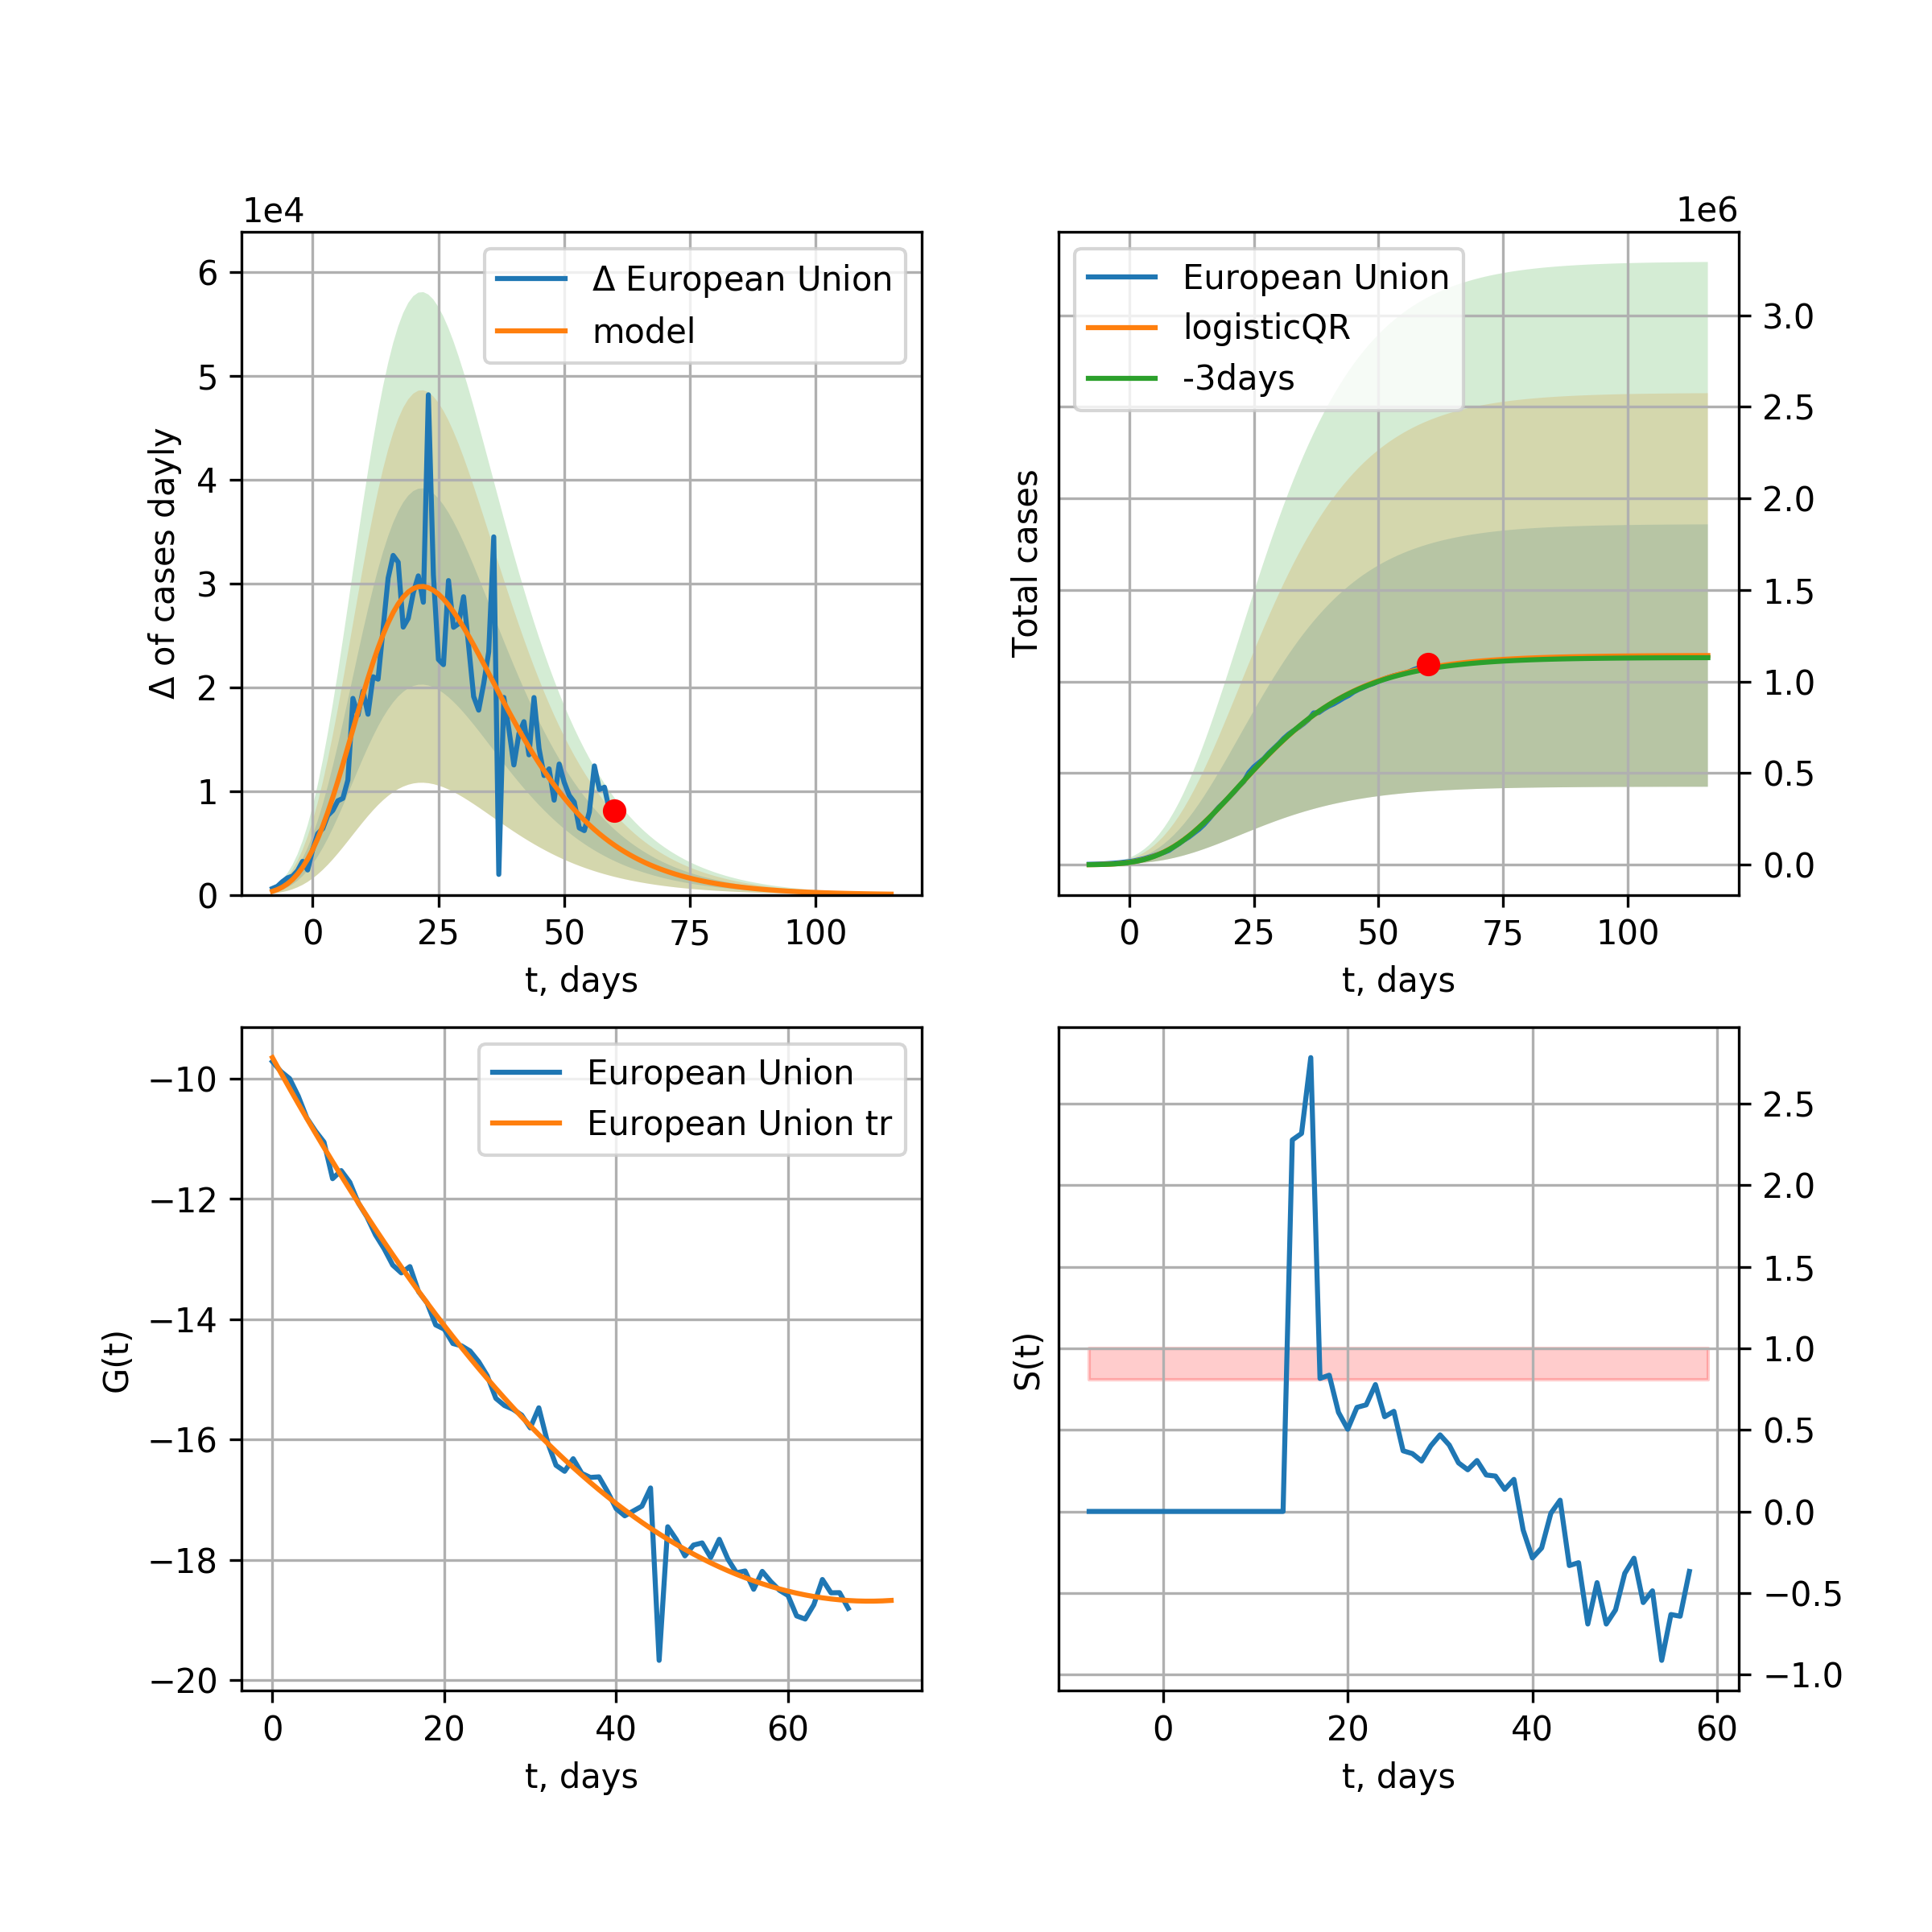 1e4
Δ of cases dayly
6
5
4
3
2
1
0
Δ European Union
model
0 25 50 75 100
t, days
1e6
Total cases
European Union
logisticQR
-3days
3.0
2.5
2.0
1.5
1.0
0.5
0.0
0 25 50 75 100
t, days
G(t)
−10
−12
−14
−16
−18
−20
European Union
European Union tr
0 20 40 60
t, days
S(t)
2.5
2.0
1.5
1.0
0.5
0.0
−0.5
−1.0
0 20 40 60
t, days